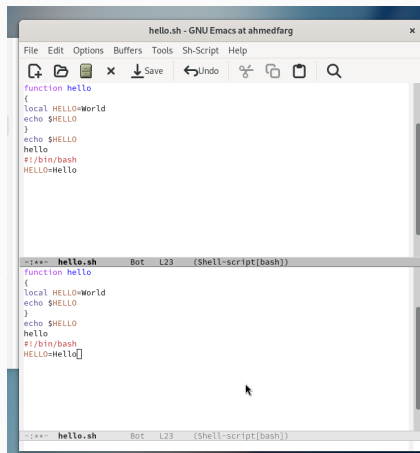 hello.sh - GNU Emacs at ahmedfarg
×
File Edit Options Buffers Tools Sh-Script Help
Save Undo
function hello
{
local HELLO=World
echo $HELLO
}
echo $HELLO
hello
#!/bin/bash
HELLO=Hello
-:**- hello.sh Bot L23 (Shell-script[bash])
function hello
{
local HELLO=World
echo $HELLO
}
echo $HELLO
hello
#!/bin/bash
HELLO=Hello
-:**- hello.sh Bot L23 (Shell-script[bash])